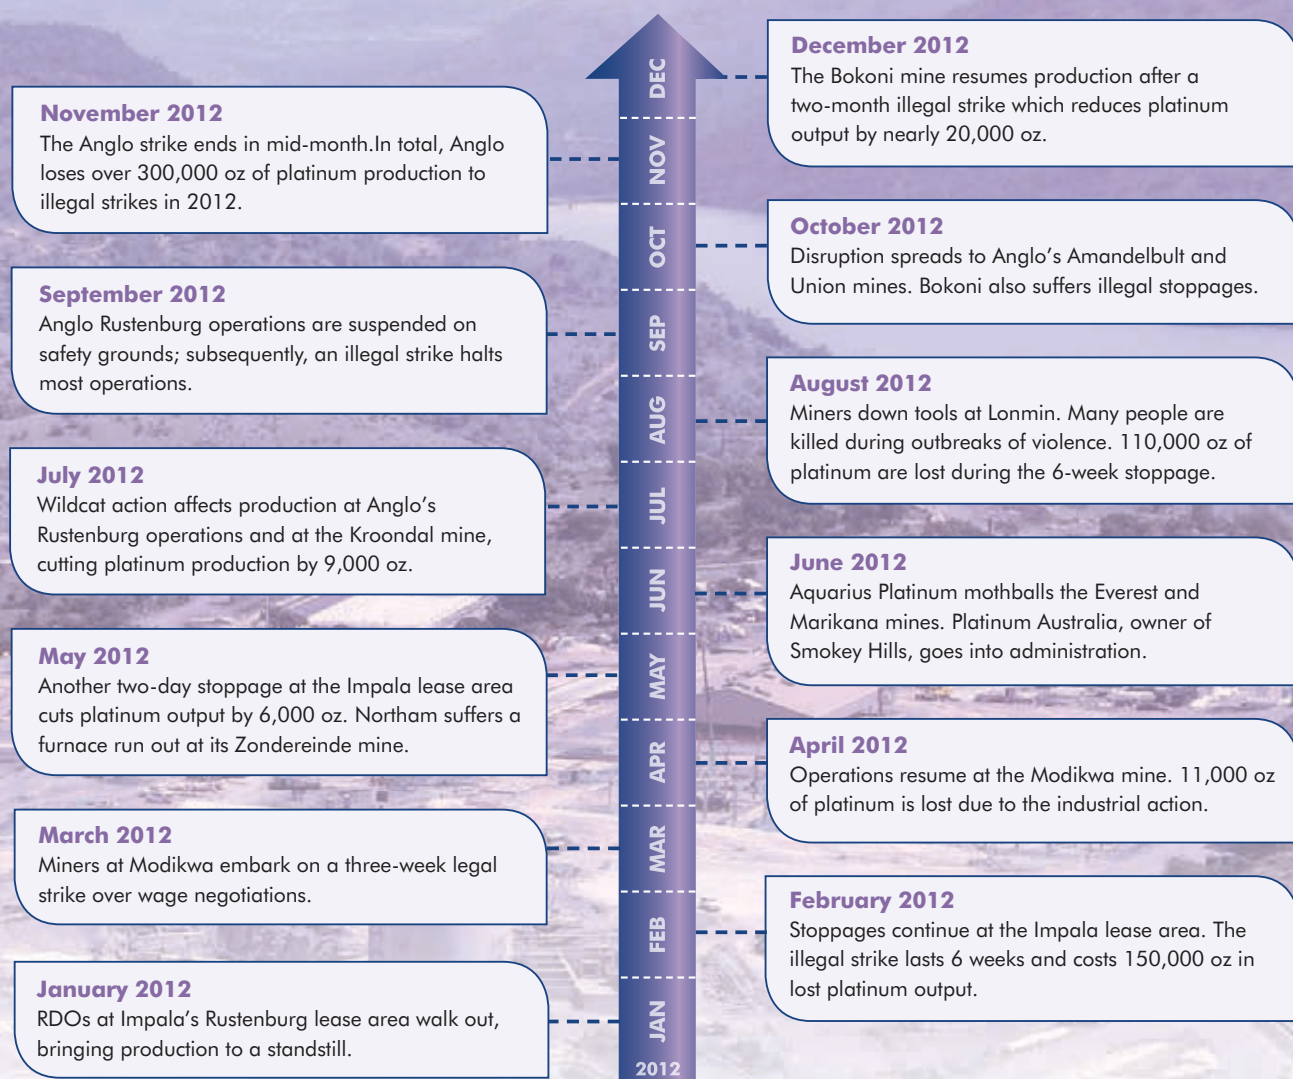 December 2012
The Bokoni mine resumes production after a
two-month illegal strike which reduces platinum
output by nearly 20,000 oz.
November 2012
The Anglo strike ends in mid-month.In total, Anglo
loses over 300,000 oz of platinum production to
illegal strikes in 2012.
October 2012
Disruption spreads to Anglo’s Amandelbult and
Union mines. Bokoni also suffers illegal stoppages.
September 2012
Anglo Rustenburg operations are suspended on
safety grounds; subsequently, an illegal strike halts
most operations.
August 2012
Miners down tools at Lonmin. Many people are
killed during outbreaks of violence. 110,000 oz of
platinum are lost during the 6-week stoppage.
July 2012
Wildcat action affects production at Anglo’s
Rustenburg operations and at the Kroondal mine,
cutting platinum production by 9,000 oz.
June 2012
Aquarius Platinum mothballs the Everest and
Marikana mines. Platinum Australia, owner of
Smokey Hills, goes into administration.
May 2012
Another two-day stoppage at the Impala lease area
cuts platinum output by 6,000 oz. Northam suffers a
furnace run out at its Zondereinde mine.
April 2012
Operations resume at the Modikwa mine. 11,000 oz
of platinum is lost due to the industrial action.
March 2012
Miners at Modikwa embark on a three-week legal
strike over wage negotiations.
February 2012
Stoppages continue at the Impala lease area. The
illegal strike lasts 6 weeks and costs 150,000 oz in
lost platinum output.
January 2012
RDOs at Impala’s Rustenburg lease area walk out,
bringing production to a standstill.
DEC
NOV
OCT
SEP
AUG
JUL
JUN
MAY
APR
MAR
FEB
JAN
2012